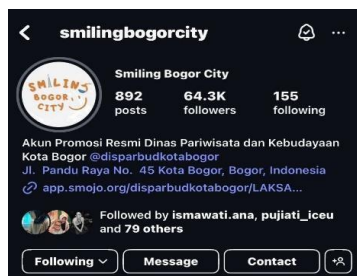 smilingbogorcity
SMILING
BOGOR
CITY
Smiling Bogor City
892 64.3K 155
posts followers following
Akun Promosi Resmi Dinas Pariwisata dan Kebudayaan
Kota Bogor @disparbudkotabogor
Jl. Pandu Raya No. 45 Kota Bogor, Bogor, Indonesia
app.smojo.org/disparbudkotabogor/LAKSA...
Followed by ismawati.ana, pujiati_iceu
and 79 others
Following Message Contact